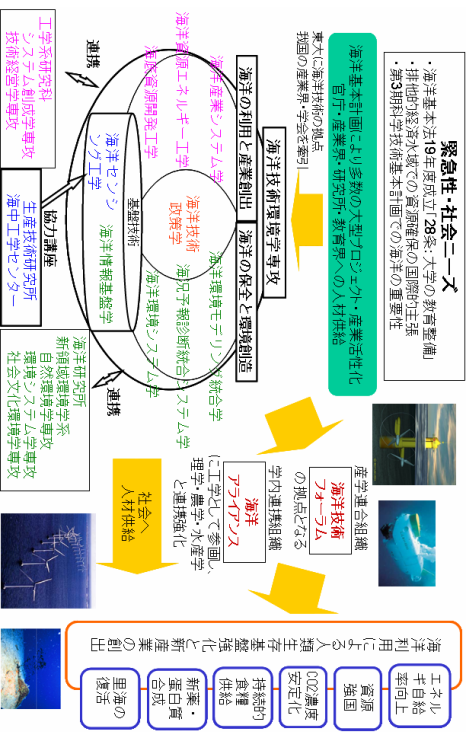 緊急性・社会ニーズ
・海洋基本法19年度成立「28条：大学の教育整備」
・排他的経済水域での資源確保の国際的主張
・第3期科学技術基本計画での海洋の重要性
海洋基本計画により多数の大型プロジェクト・産業活性化
官庁・産業界・研究所・教育界への人材供給
東大に海洋技術の拠点
我国の産業界・学会を索引
海洋技術環境学専攻
海洋の利用と産業創出
海洋の保全と環境創造
海洋産業システム学
海洋資源エネルギー工学
海底資源開発工学
海洋技術
政策学
海洋環境モデリング統合学
海況予報診断統合システム学
海洋環境システム学
基盤技術
海洋センシ
ング工学
海洋情報基盤学
連携
工学系研究科
システム創成学専攻
技術経営学専攻
協力講座
生産技術研究所
海中工学センター
連携
海洋研究所
新領域環境学系
自然環境学専攻
環境システム学専攻
社会文化環境学専攻
産学連合組織
海洋技術
フォーラム
の拠点となる
学内連携組織
海洋
アライアンス
に工学として参画し、
理学・農学・水産学
と連携強化
社会へ
人材供給
海洋利用による人類生存基盤強化と新産業の創出
エネル
ギ自給
率向上
資源
強国
CO2濃度
安定化
持続的
食糧
供給
新薬・
蛋白質
合成
里海の
復活